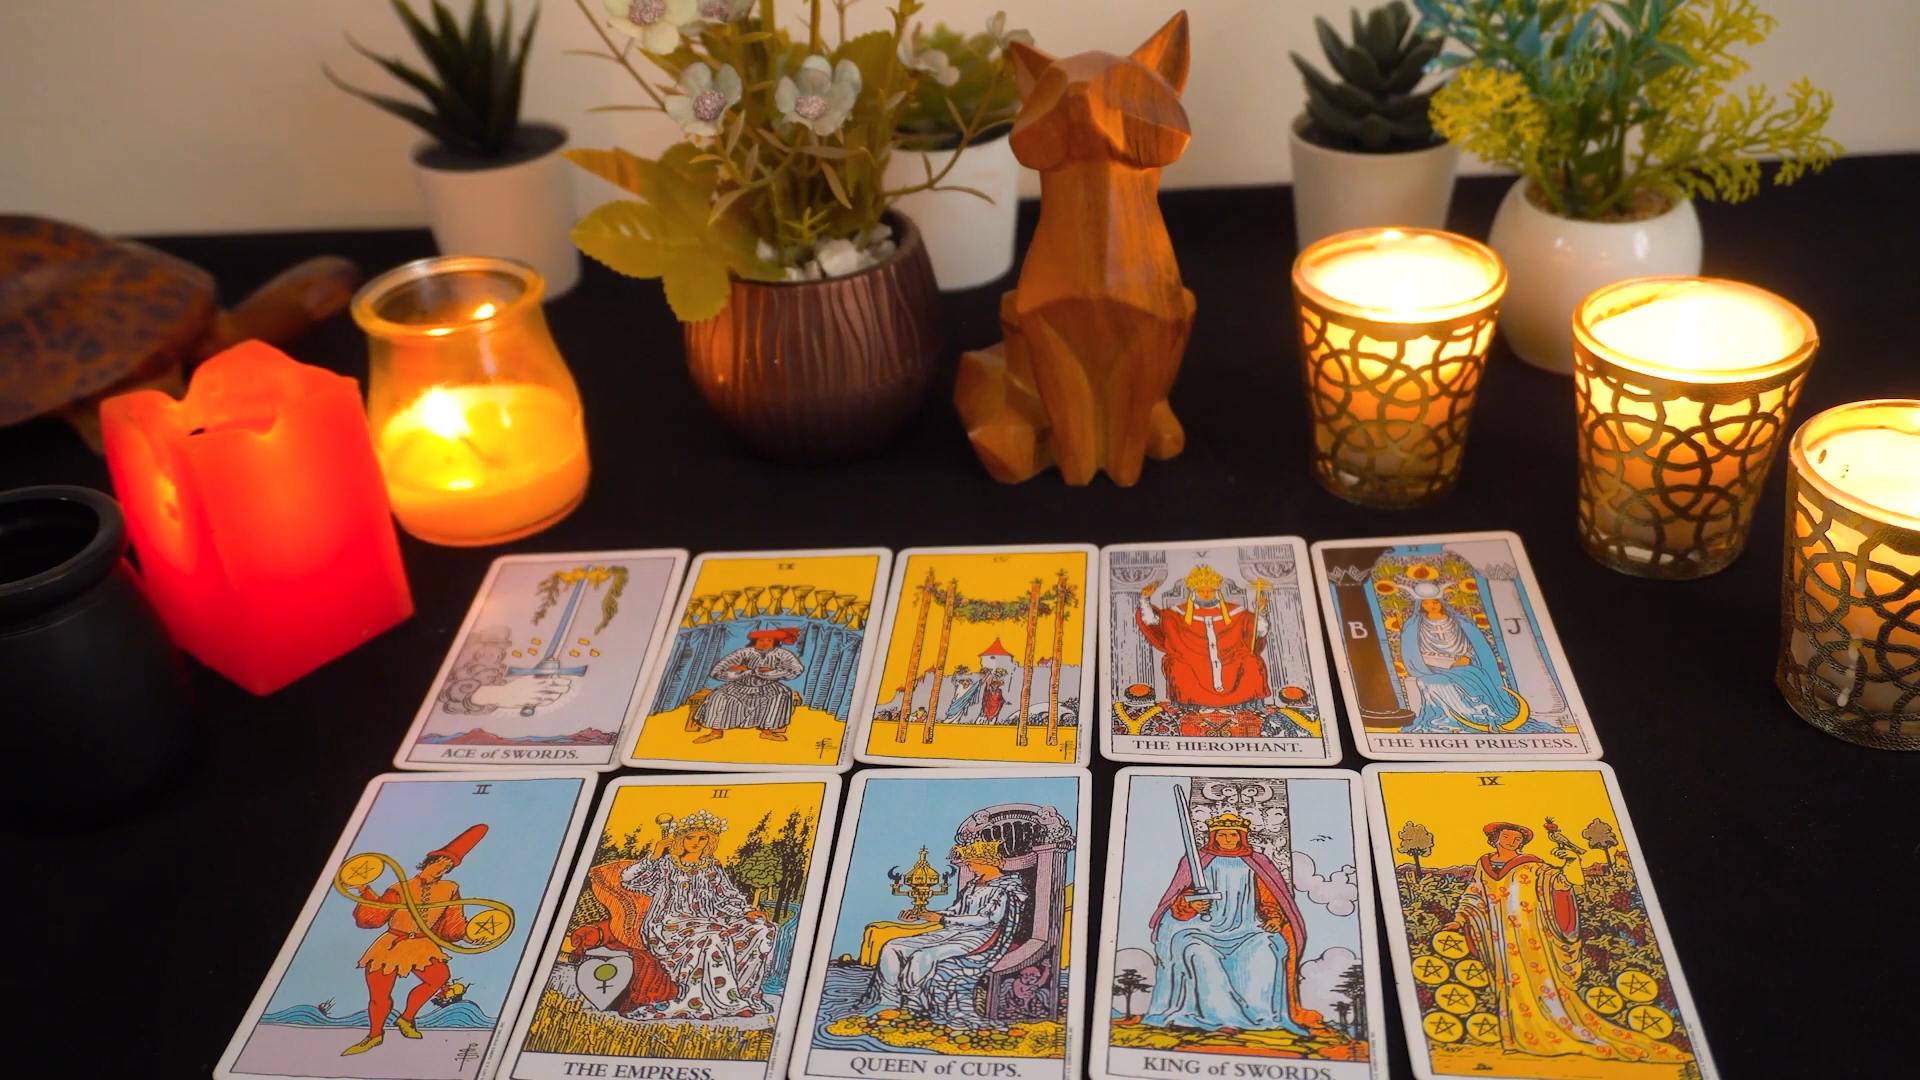 IX
IV
V
II
B
J
ACE of SWORDS.
THE HIEROPHANT.
THE HIGH PRIESTESS.
II
III
IX
THE EMPRESS.
QUEEN of CUPS.
KING of SWORDS.